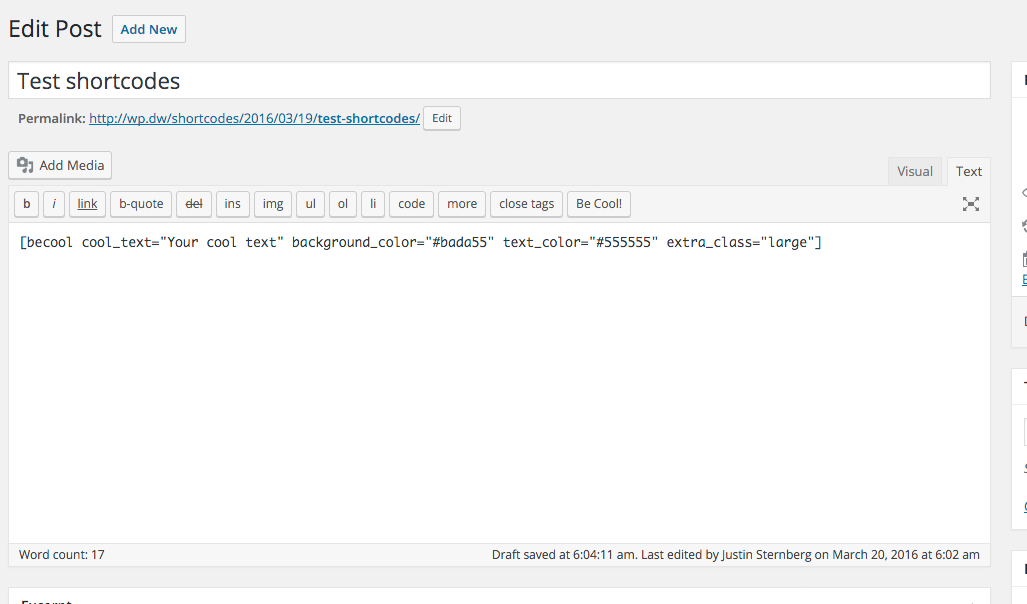 Edit Post Add New
Test shortcodes
Permalink: http://wp.dw/shortcodes/2016/03/19/test-shortcodes/ Edit
Add Media
Visual Text
b i link b-quote del ins img ul ol li code more close tags Be Cool!
[becool cool_text="Your cool text" background_color="#bada55" text_color="#555555" extra_class="large"]
Word count: 17 Draft saved at 6:04:11 am. Last edited by Justin Sternberg on March 20, 2016 at 6:02 am
Excerpt